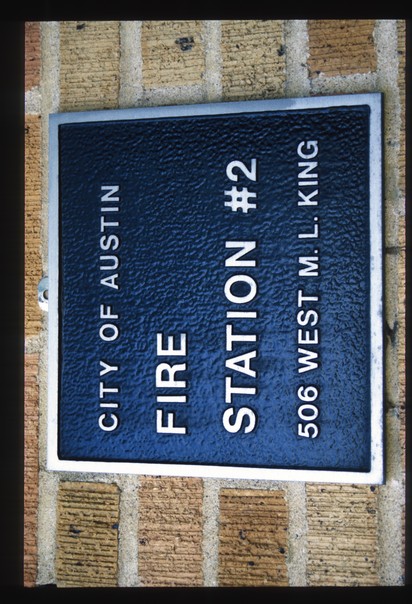 CITY OF AUSTIN
FIRE
STATION #2
506 WEST M. L. KING